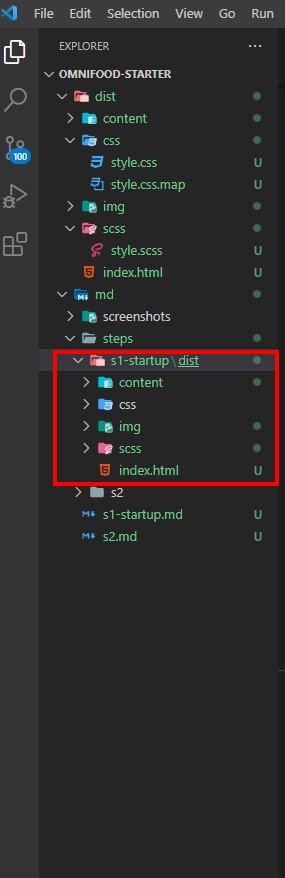 File Edit Selection View Go Run
EXPLORER ...
OMNIFOOD-STARTER
dist
content
css
style.css U
style.css.map U
img
scss
style.scss U
index.html U
md
screenshots
steps
s1-startup\dist
content
css
img
scss
index.html U
s2
s1-startup.md U
s2.md U
100